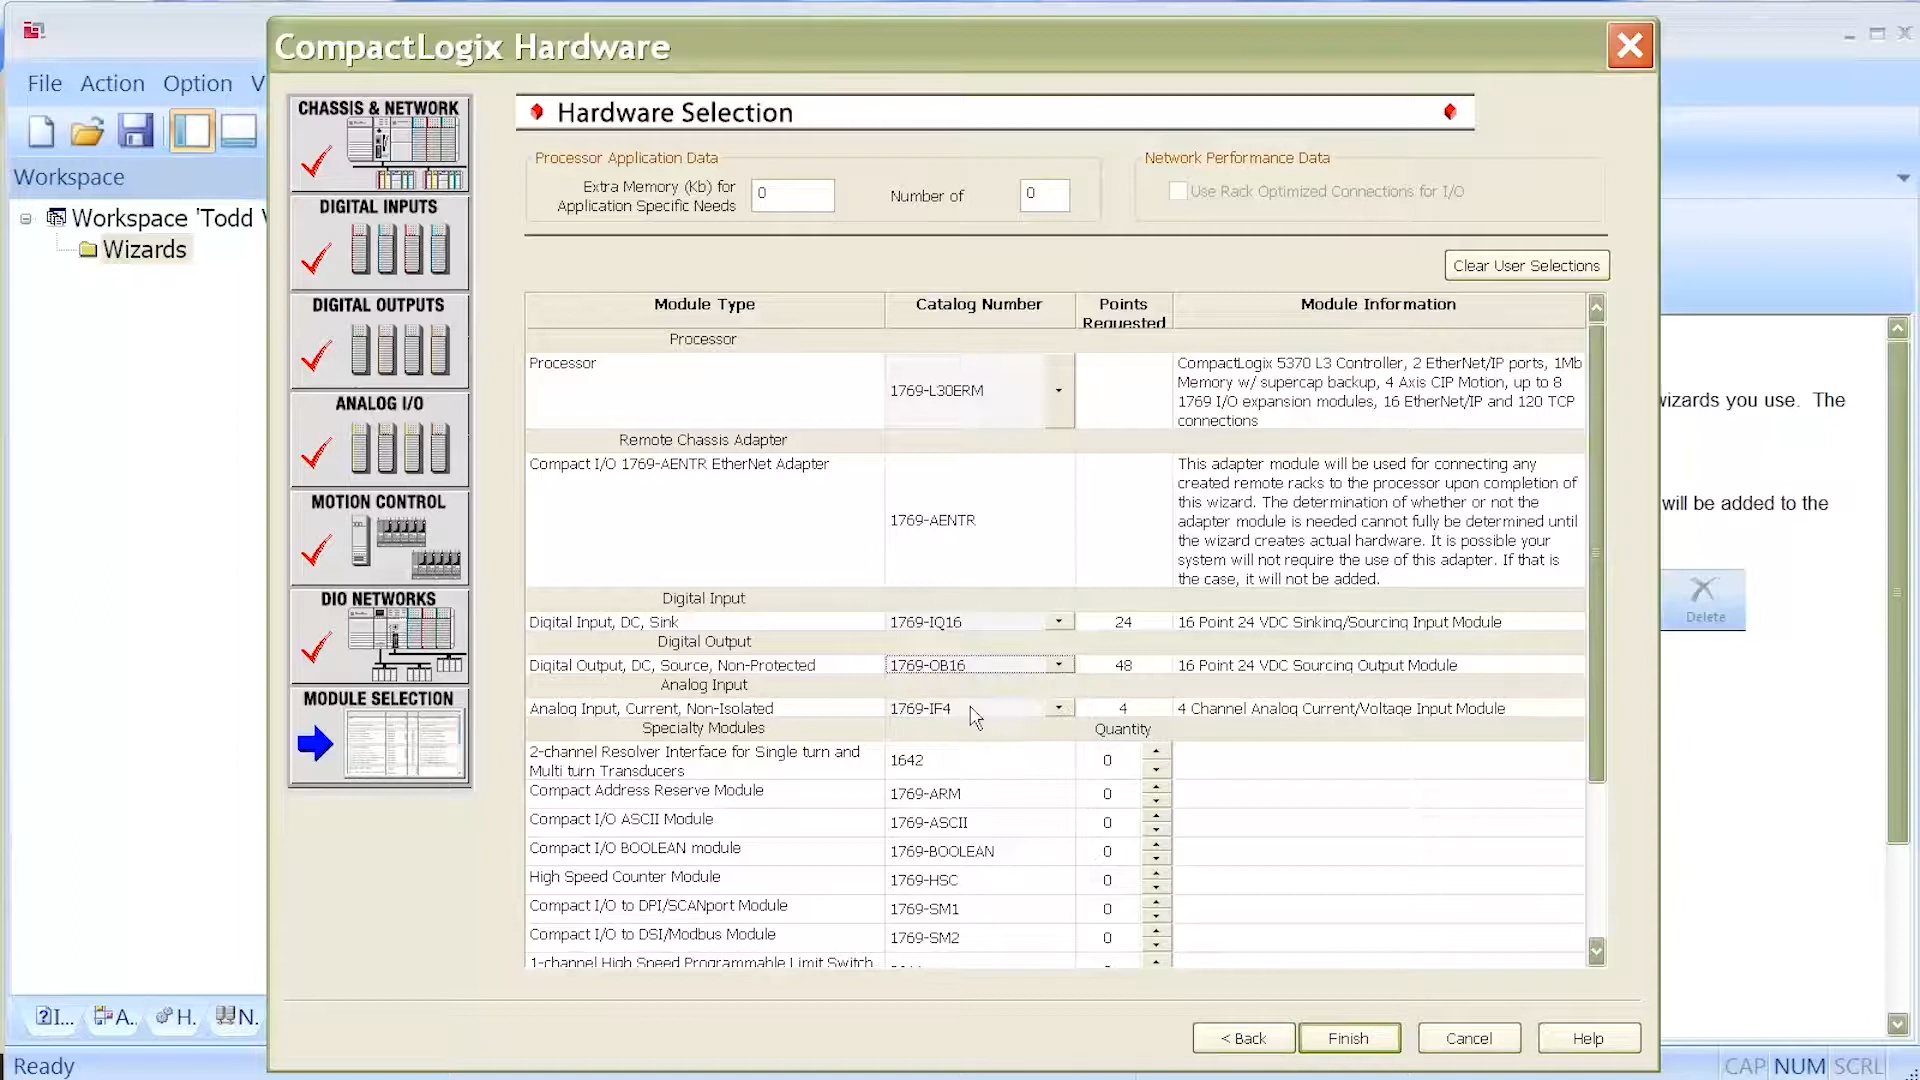 CompactLogix Hardware
File Action Option V
Workspace
Workspace 'Todd
Wizards
CHASSIS & NETWORK
DIGITAL INPUTS
DIGITAL OUTPUTS
ANALOG I/O
MOTION CONTROL
DIO NETWORKS
MODULE SELECTION
Hardware Selection
Processor Application Data
Extra Memory (Kb) for
Application Specific Needs
0
Number of
0
Network Performance Data
Use Rack Optimized Connections for I/O
Clear User Selections
Module Type Catalog Number Points Requested Module Information
Processor
Processor 1769-L30ERM
CompactLogix 5370 L3 Controller, 2 EtherNet/IP ports, 1Mb
Memory w/ supercap backup, 4 Axis CIP Motion, up to 8
1769 I/O expansion modules, 16 EtherNet/IP and 120 TCP
connections
Remote Chassis Adapter
Compact I/O 1769-AENTR EtherNet Adapter 1769-AENTR
This adapter module will be used for connecting any
created remote racks to the processor upon completion of
this wizard. The determination of whether or not the
adapter module is needed cannot fully be determined until
the wizard creates actual hardware. It is possible your
system will not require the use of this adapter. If that is
the case, it will not be added.
Digital Input
Digital Input, DC, Sink 1769-IQ16 24 16 Point 24 VDC Sinking/Sourcing Input Module
Digital Output
Digital Output, DC, Source, Non-Protected 1769-OB16 48 16 Point 24 VDC Sourcing Output Module
Analog Input
Analog Input, Current, Non-Isolated 1769-IF4 4 4 Channel Analog Current/Voltage Input Module
Specialty Modules Quantity
2-channel Resolver Interface for Single turn and
Multi turn Transducers 1642 0
Compact Address Reserve Module 1769-ARM 0
Compact I/O ASCII Module 1769-ASCII 0
Compact I/O BOOLEAN module 1769-BOOLEAN 0
High Speed Counter Module 1769-HSC 0
Compact I/O to DPI/SCANport Module 1769-SM1 0
Compact I/O to DSI/Modbus Module 1769-SM2 0
1-channel High Speed Programmable Limit Switch
wizards you use. The
will be added to the
Delete
< Back Finish Cancel Help
?I... A.. H. N.
Ready
CAP NUM SCRL